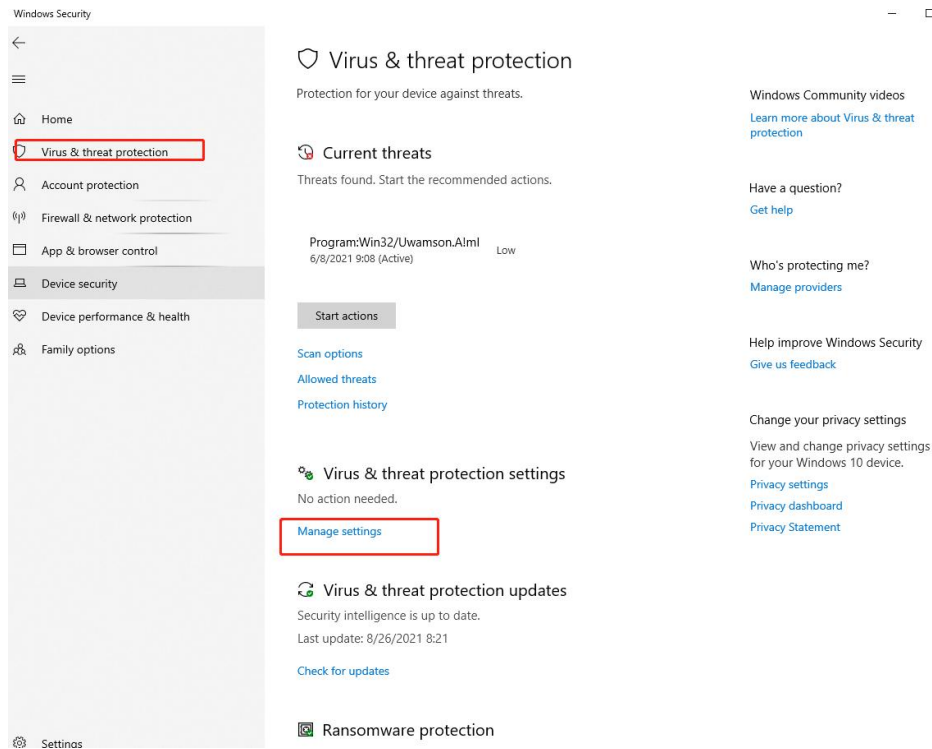 Windows Security
Home
Virus & threat protection
Account protection
Firewall & network protection
App & browser control
Device security
Device performance & health
Family options
Settings
Virus & threat protection
Protection for your device against threats.
Current threats
Threats found. Start the recommended actions.
Program:Win32/Uwamson.A!ml
Low
6/8/2021 9:08 (Active)
Start actions
Scan options
Allowed threats
Protection history
Virus & threat protection settings
No action needed.
Manage settings
Virus & threat protection updates
Security intelligence is up to date.
Last update: 8/26/2021 8:21
Check for updates
Ransomware protection
Windows Community videos
Learn more about Virus & threat
protection
Have a question?
Get help
Who's protecting me?
Manage providers
Help improve Windows Security
Give us feedback
Change your privacy settings
View and change privacy settings
for your Windows 10 device.
Privacy settings
Privacy dashboard
Privacy Statement